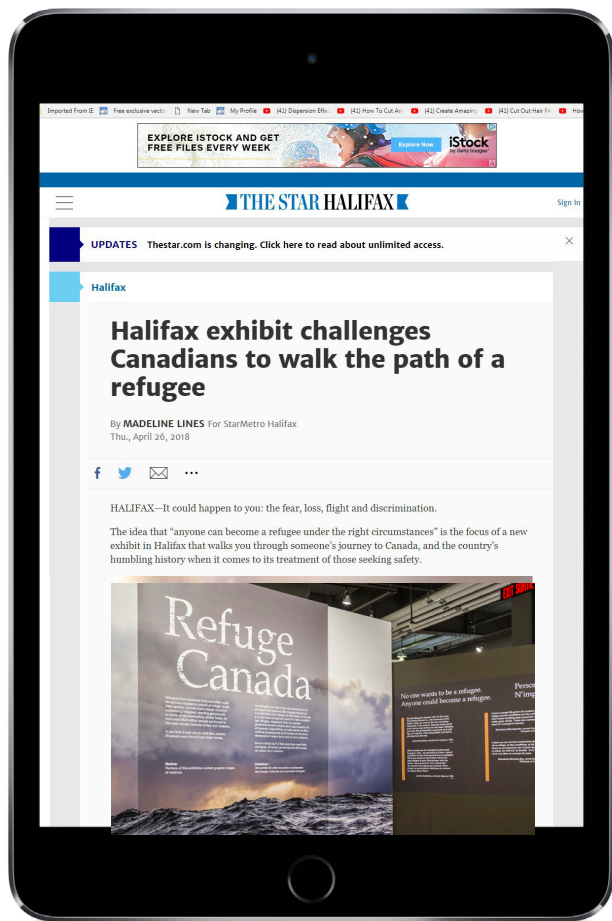 Imported From IE Free exclusive vecto New Tab My Profile (41) Dispersion Effe (41) How To Cut An (41) Create Amazing (41) Cut Out Hair FA How
EXPLORE ISTOCK AND GET
FREE FILES EVERY WEEK
Explore Now
iStock
by Getty Images
THE STAR HALIFAX
Sign In
UPDATES Thestar.com is changing. Click here to read about unlimited access.
Halifax
Halifax exhibit challenges
Canadians to walk the path of a
refugee
By MADELINE LINES For StarMetro Halifax
Thu., April 26, 2018
HALIFAX—It could happen to you: the fear, loss, flight and discrimination.
The idea that “anyone can become a refugee under the right circumstances” is the focus of a new
exhibit in Halifax that walks you through someone’s journey to Canada, and the country’s
humbling history when it comes to its treatment of those seeking safety.
EXIT SORTIE
Refuge
Canada
No one wants to be a refugee.
Anyone could become a refugee.
Perso
N'imp